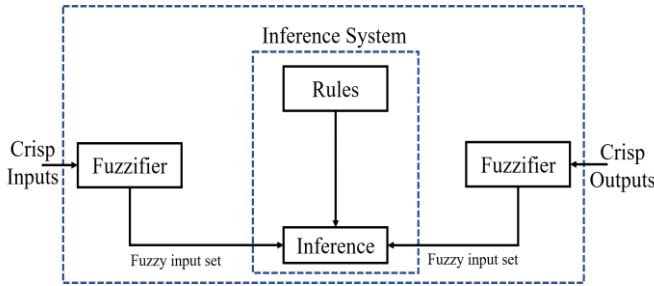 Inference System
Rules
Crisp
Inputs
Fuzzifier
Fuzzifier
Crisp
Outputs
Inference
Fuzzy input set
Fuzzy input set